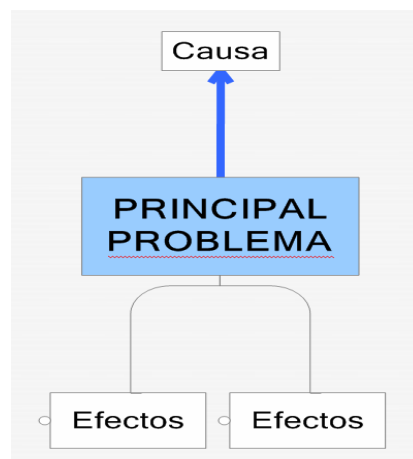 Causa
PRINCIPAL
PROBLEMA
Efectos
Efectos